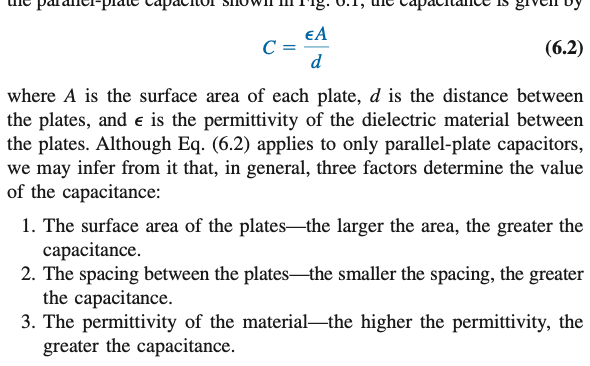 the parallel-plate capacitor shown in Fig. 6.1, the capacitance is given by
C = ϵA / d (6.2)
where A is the surface area of each plate, d is the distance between
the plates, and ϵ is the permittivity of the dielectric material between
the plates. Although Eq. (6.2) applies to only parallel-plate capacitors,
we may infer from it that, in general, three factors determine the value
of the capacitance:
1. The surface area of the plates—the larger the area, the greater the
capacitance.
2. The spacing between the plates—the smaller the spacing, the greater
the capacitance.
3. The permittivity of the material—the higher the permittivity, the
greater the capacitance.